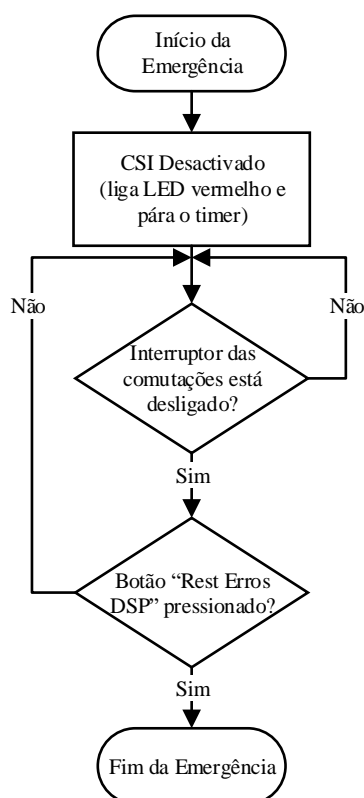 Início da
Emergência
CSI Desactivado
(liga LED vermelho e
pára o timer)
Não
Não
Interruptor das
comutações está
desligado?
Sim
Botão “Rest Erros
DSP” pressionado?
Sim
Fim da Emergência